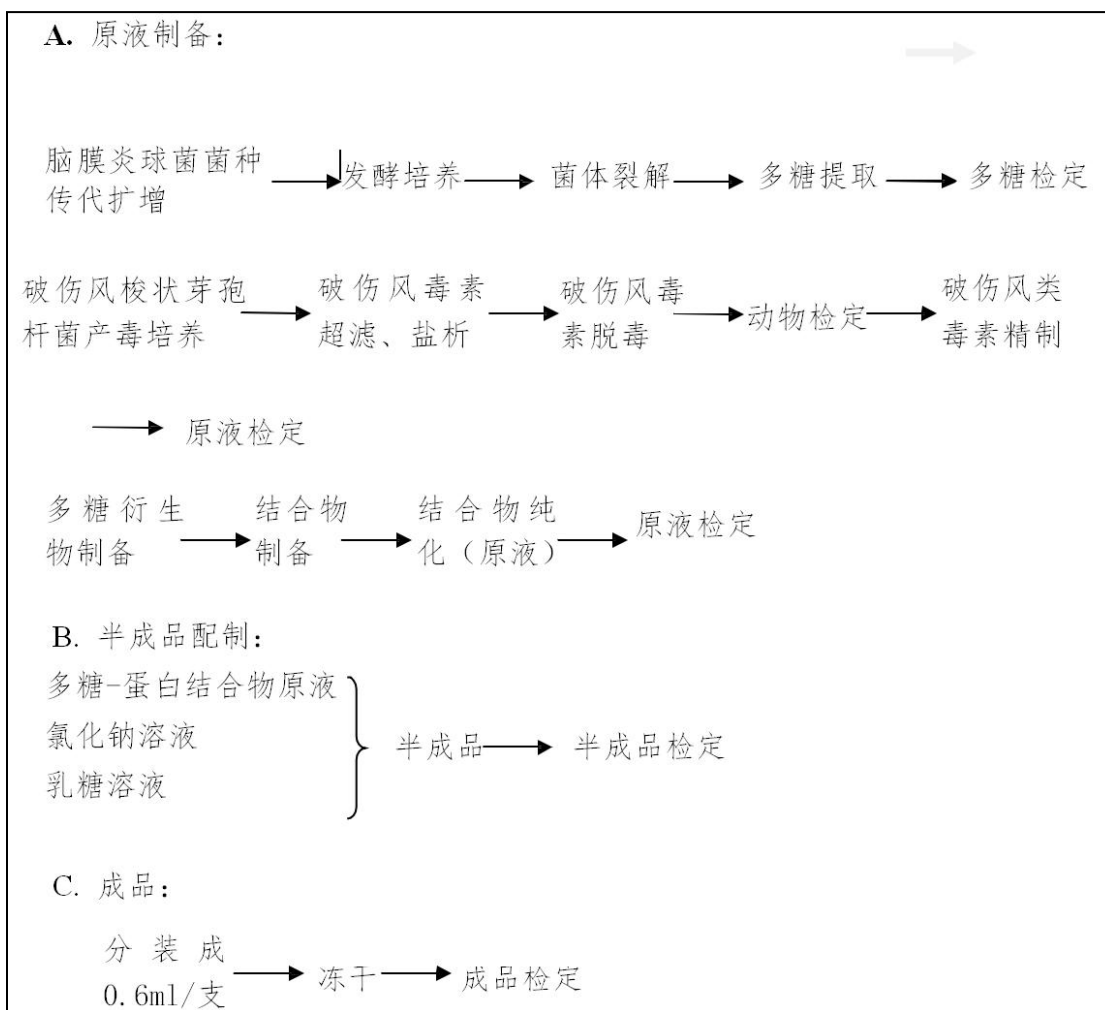 A. 原液制备：
脑膜炎球菌菌种
传代扩增
发酵培养
菌体裂解
多糖提取
多糖检定
破伤风梭状芽孢
杆菌产毒培养
破伤风毒素
超滤、盐析
破伤风毒
素脱毒
动物检定
破伤风类
毒素精制
原液检定
多糖衍生
物制备
结合物
制备
结合物纯
化（原液）
原液检定
B. 半成品配制：
多糖-蛋白结合物原液
氯化钠溶液
乳糖溶液
半成品
半成品检定
C. 成品：
分装成
0.6ml/支
冻干
成品检定